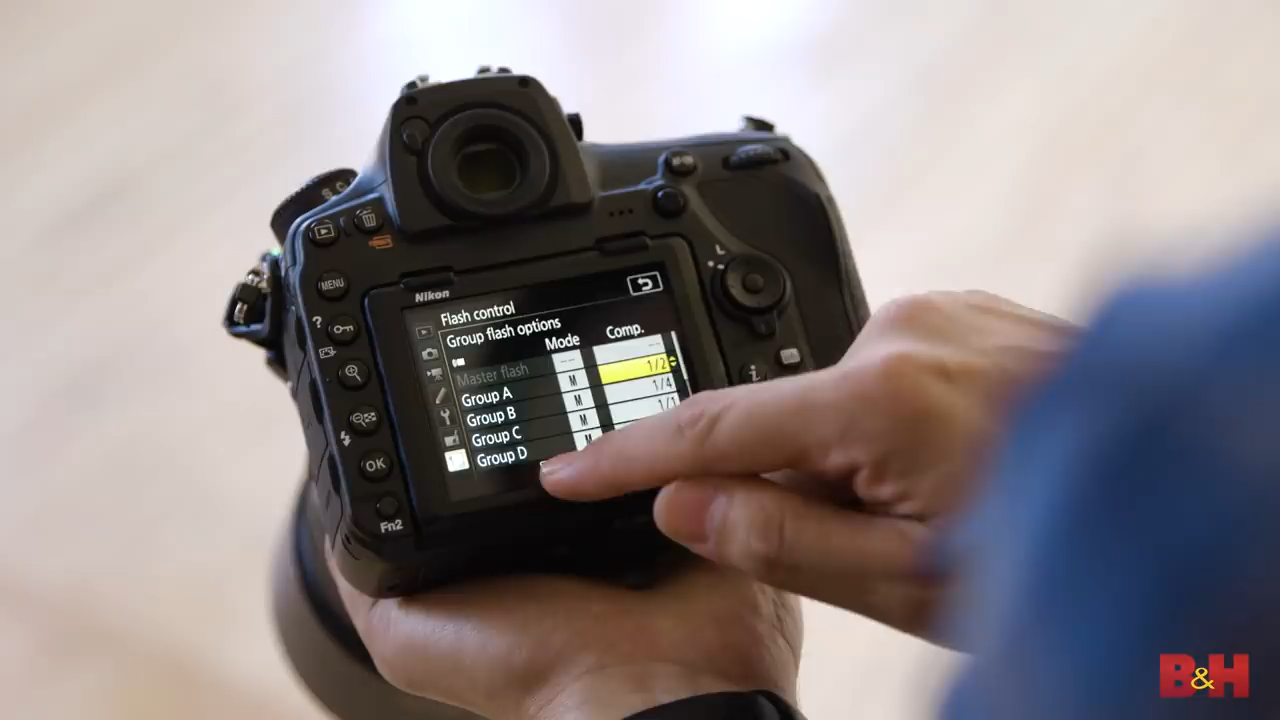 S C
MENU
?
Nikon
Flash control
Group flash options
Mode Comp.
Master flash -- --
Group A M 1/2
Group B M 1/4
Group C M 1/1
Group D M
L
i
OK
Fn2
B&H